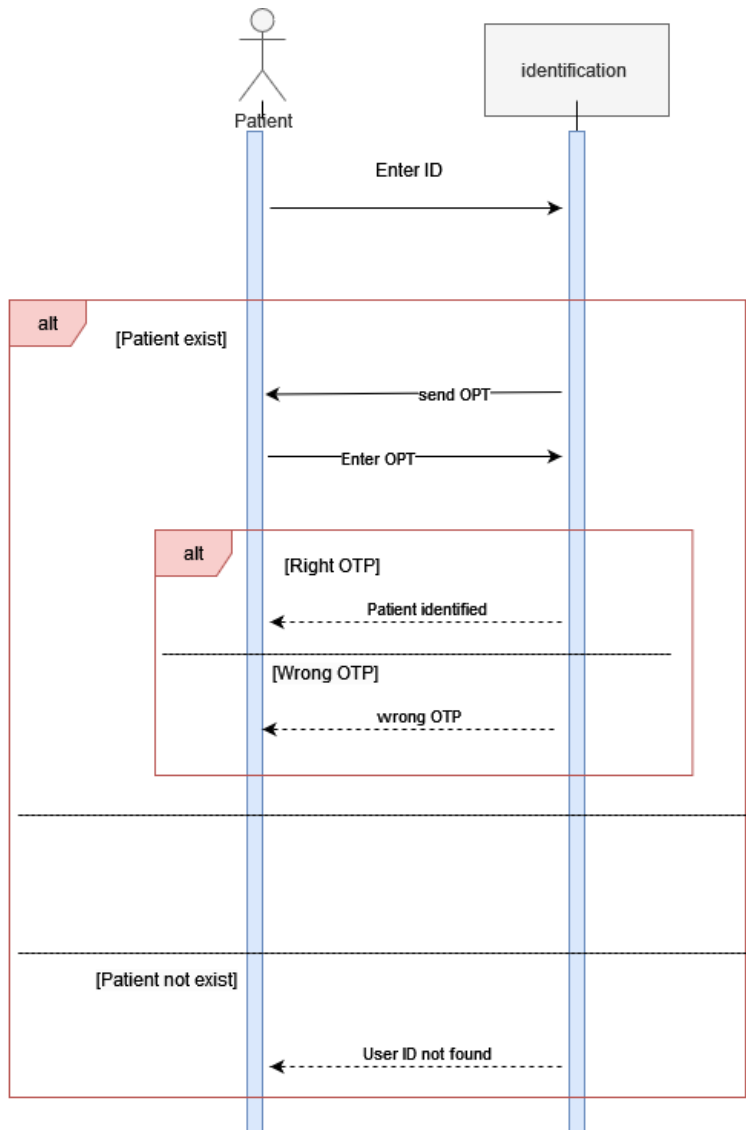 Patient
identification
Enter ID
alt
[Patient exist]
send OPT
Enter OPT
alt
[Right OTP]
Patient identified
[Wrong OTP]
wrong OTP
[Patient not exist]
User ID not found